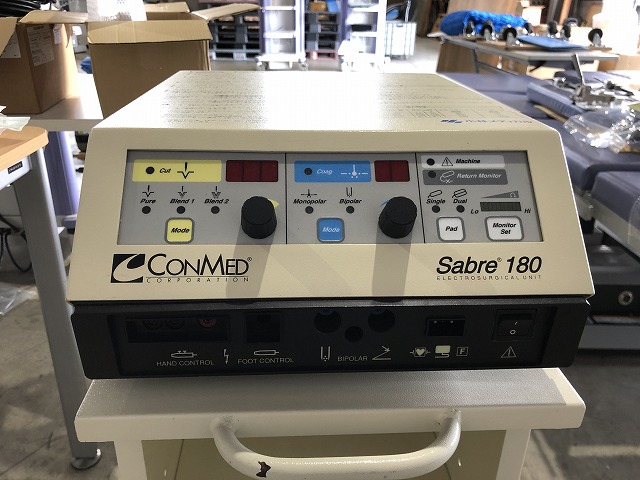 Cut
Coag
Machine
Return Monitor
Pure
Blend 1
Blend 2
Monopolar
Bipolar
Single
Dual
Ω
Lo
Hi
Mode
Mode
Pad
Monitor
Set
CONMED®
CORPORATION
Sabre® 180
ELECTROSURGICAL UNIT
HAND CONTROL
FOOT CONTROL
BIPOLAR
F